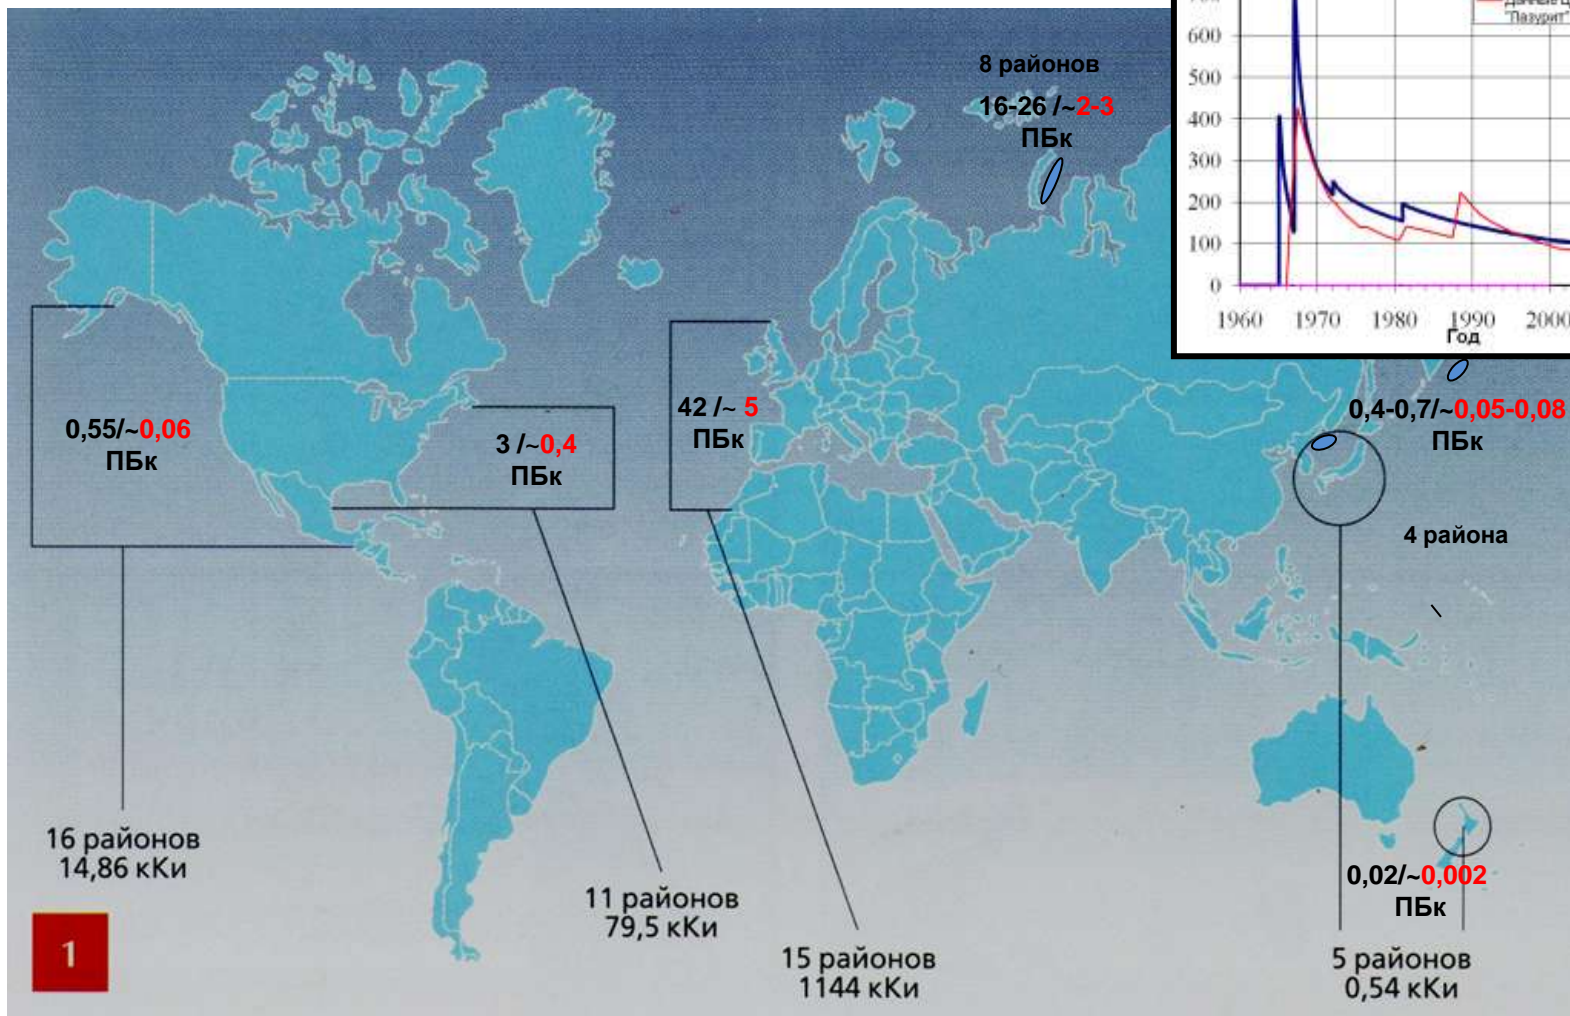 8 районов
16-26 /~2-3
ПБк
"Лазурит"
600
500
400
300
200
100
0
1960 1970 1980 1990 2000
Год
0,55/~0,06
ПБк
3 /~0,4
ПБк
42 /~ 5
ПБк
0,4-0,7/~0,05-0,08
ПБк
4 района
0,02/~0,002
ПБк
16 районов
14,86 кКи
11 районов
79,5 кКи
15 районов
1144 кКи
5 районов
0,54 кКи
1